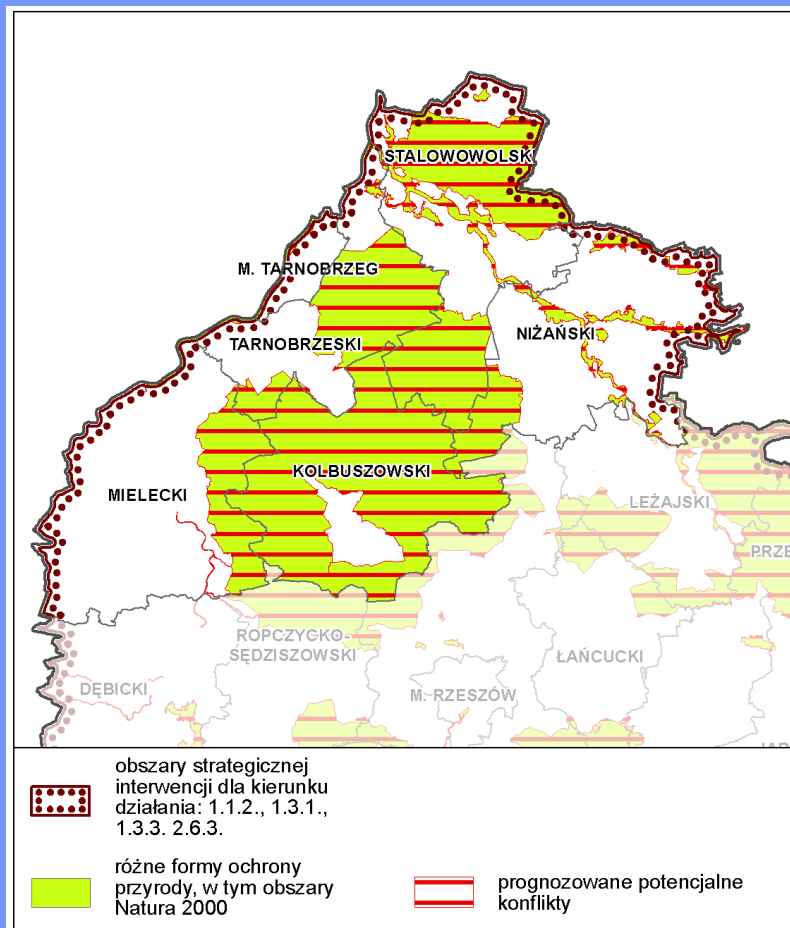 STALOWOWOLSK
M. TARNOBRZEG
TARNOBRZESKI
NIŻAŃSKI
KOLBUSZOWSKI
MIELECKI
LEŻAJSKI
PRZE
ROPCZYCKO-
SĘDZISZOWSKI
ŁAŃCUCKI
DĘBICKI
M. RZESZÓW
obszary strategicznej
interwencji dla kierunku
działania: 1.1.2., 1.3.1.,
1.3.3. 2.6.3.
różne formy ochrony
przyrody, w tym obszary
Natura 2000
prognozowane potencjalne
konflikty